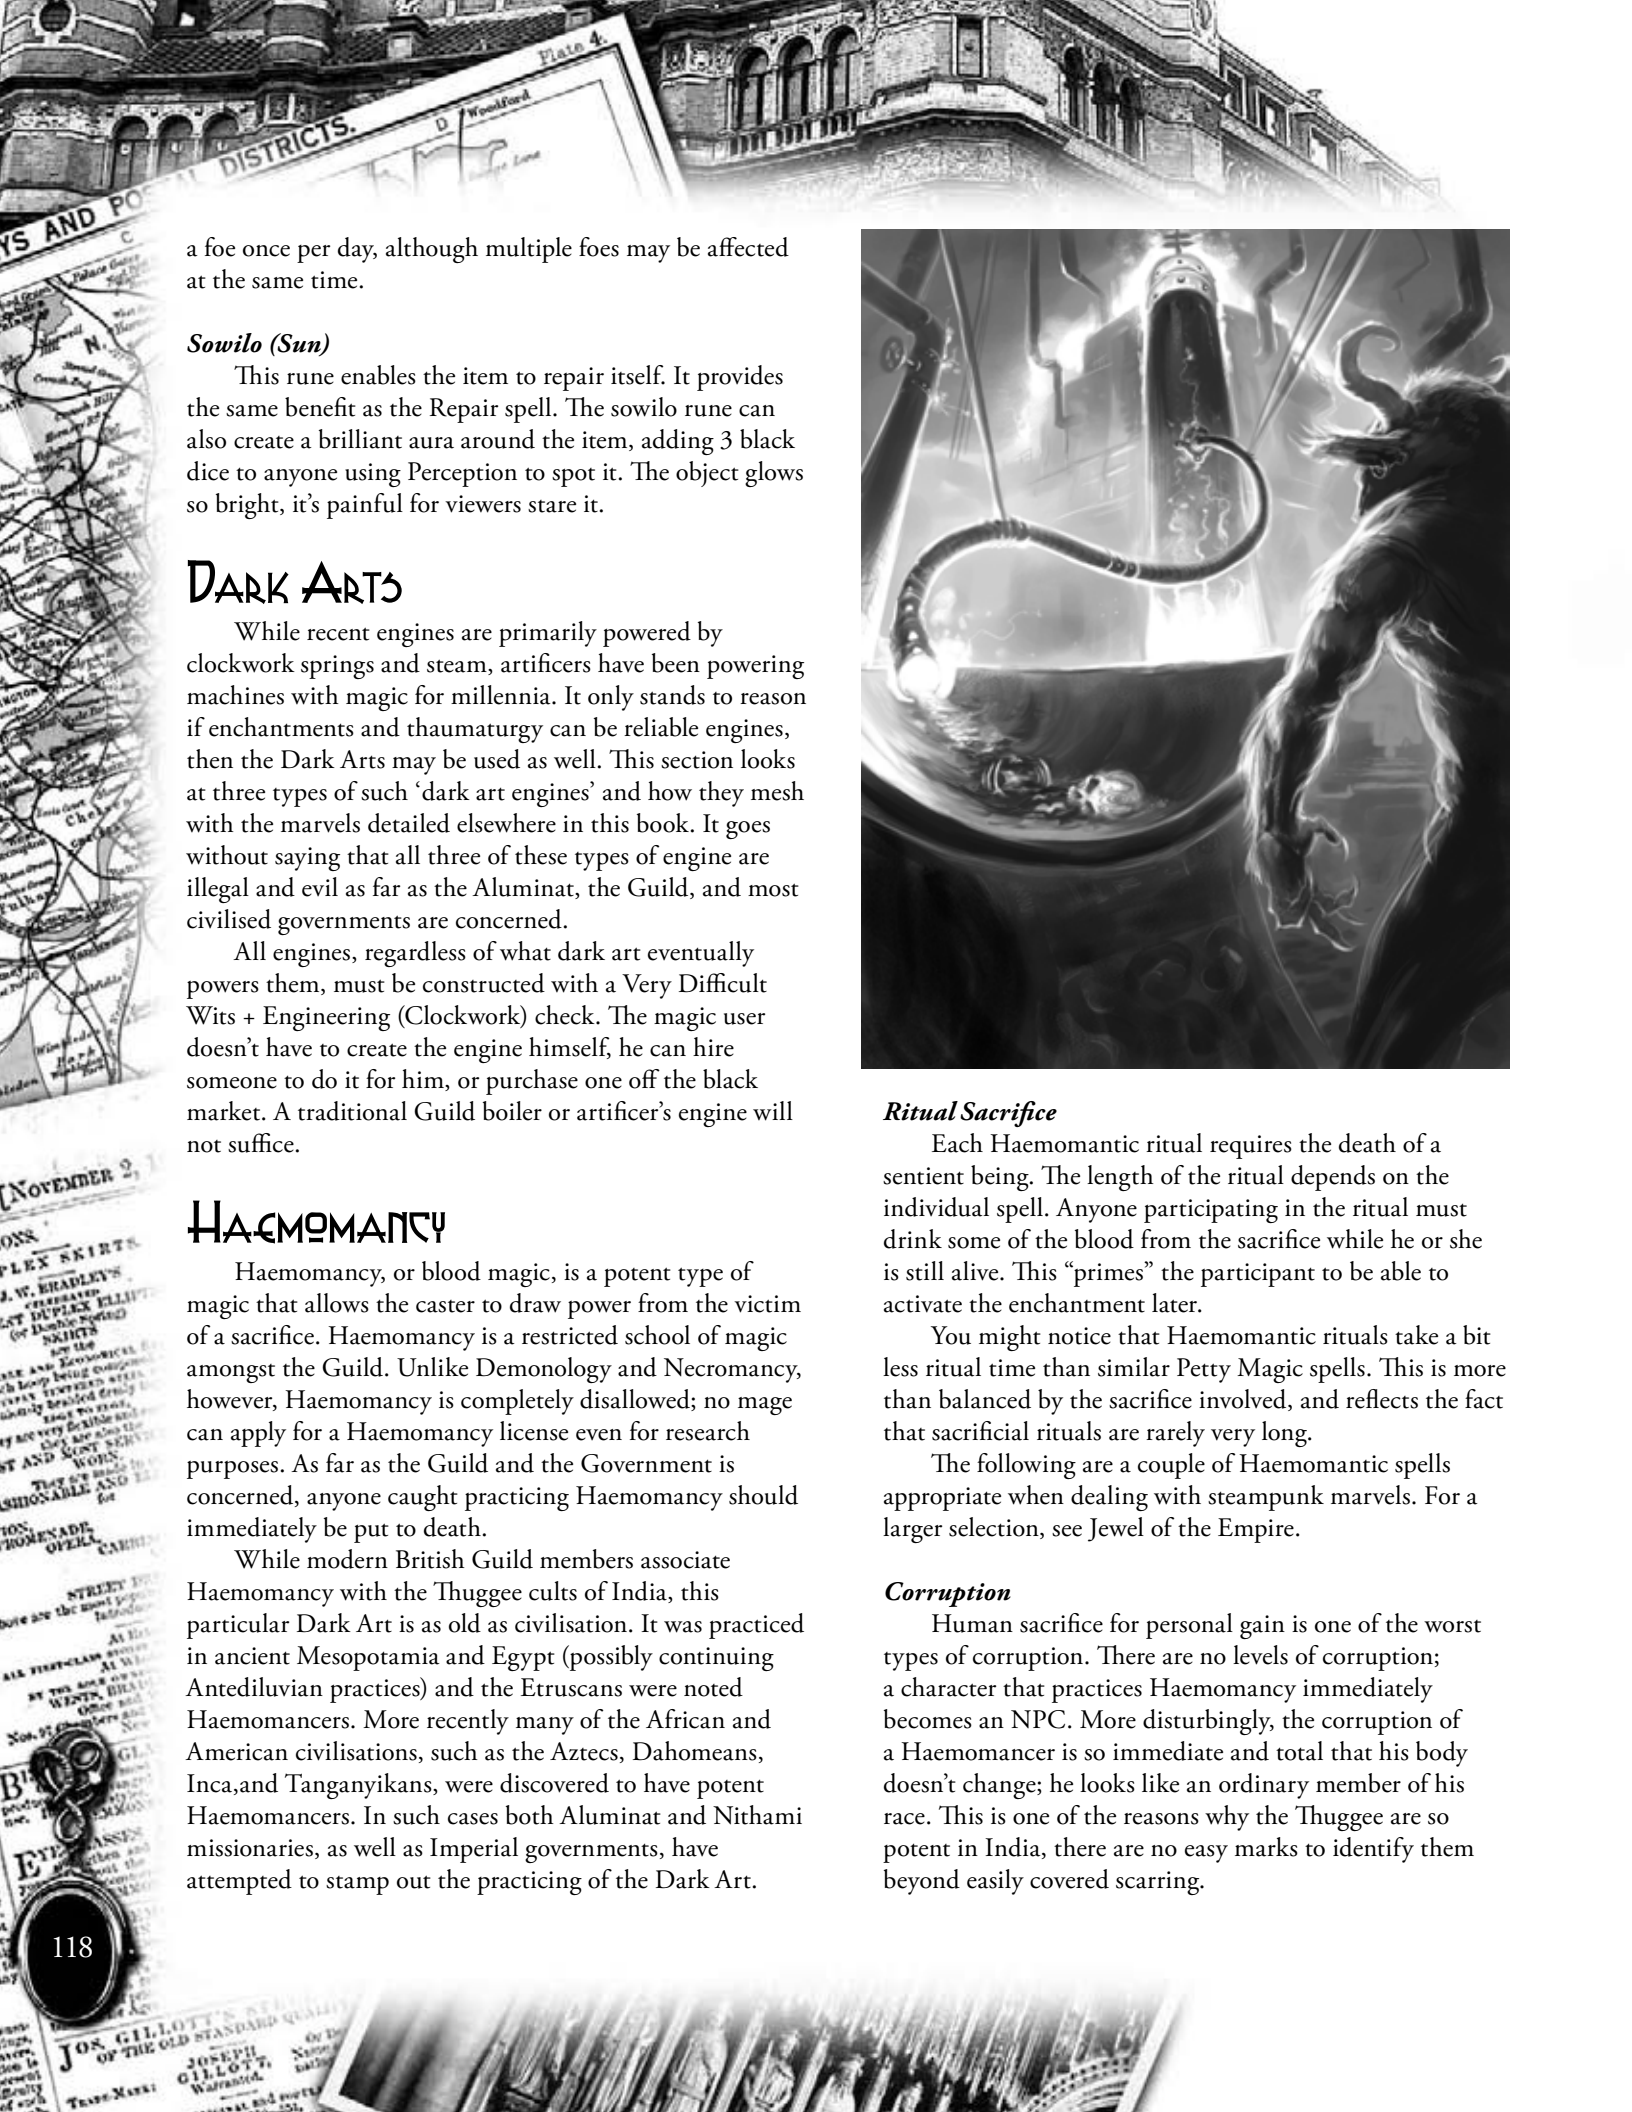 Plate 4.
DISTRICTS.
D
Woodford
YS AND PO
C
N.
a foe once per day, although multiple foes may be affected
at the same time.
Sowilo (Sun)
This rune enables the item to repair itself. It provides
the same benefit as the Repair spell. The sowilo rune can
also create a brilliant aura around the item, adding 3 black
dice to anyone using Perception to spot it. The object glows
so bright, it’s painful for viewers stare it.
Dark Arts
While recent engines are primarily powered by
clockwork springs and steam, artificers have been powering
machines with magic for millennia. It only stands to reason
if enchantments and thaumaturgy can be reliable engines,
then the Dark Arts may be used as well. This section looks
at three types of such ‘dark art engines’ and how they mesh
with the marvels detailed elsewhere in this book. It goes
without saying that all three of these types of engine are
illegal and evil as far as the Aluminat, the Guild, and most
civilised governments are concerned.
All engines, regardless of what dark art eventually
powers them, must be constructed with a Very Difficult
Wits + Engineering (Clockwork) check. The magic user
doesn’t have to create the engine himself, he can hire
someone to do it for him, or purchase one off the black
market. A traditional Guild boiler or artificer’s engine will
not suffice.
Haemomancy
Haemomancy, or blood magic, is a potent type of
magic that allows the caster to draw power from the victim
of a sacrifice. Haemomancy is a restricted school of magic
amongst the Guild. Unlike Demonology and Necromancy,
however, Haemomancy is completely disallowed; no mage
can apply for a Haemomancy license even for research
purposes. As far as the Guild and the Government is
concerned, anyone caught practicing Haemomancy should
immediately be put to death.
While modern British Guild members associate
Haemomancy with the Thuggee cults of India, this
particular Dark Art is as old as civilisation. It was practiced
in ancient Mesopotamia and Egypt (possibly continuing
Antediluvian practices) and the Etruscans were noted
Haemomancers. More recently many of the African and
American civilisations, such as the Aztecs, Dahomeans,
Inca,and Tanganyikans, were discovered to have potent
Haemomancers. In such cases both Aluminat and Nithami
missionaries, as well as Imperial governments, have
attempted to stamp out the practicing of the Dark Art.
Ritual Sacrifice
Each Haemomantic ritual requires the death of a
sentient being. The length of the ritual depends on the
individual spell. Anyone participating in the ritual must
drink some of the blood from the sacrifice while he or she
is still alive. This “primes” the participant to be able to
activate the enchantment later.
You might notice that Haemomantic rituals take a bit
less ritual time than similar Petty Magic spells. This is more
than balanced by the sacrifice involved, and reflects the fact
that sacrificial rituals are rarely very long.
The following are a couple of Haemomantic spells
appropriate when dealing with steampunk marvels. For a
larger selection, see Jewel of the Empire.
Corruption
Human sacrifice for personal gain is one of the worst
types of corruption. There are no levels of corruption;
a character that practices Haemomancy immediately
becomes an NPC. More disturbingly, the corruption of
a Haemomancer is so immediate and total that his body
doesn’t change; he looks like an ordinary member of his
race. This is one of the reasons why the Thuggee are so
potent in India, there are no easy marks to identify them
beyond easily covered scarring.
[NOVEMBER 2,
J. W. BRADLEY'S
SKIRTS
118
JOS. GILLOTT'S
OF THE OLD STANDARD QUALITY
JOSEPH
GILLOTT,
Warranted.
TRADE MARK: